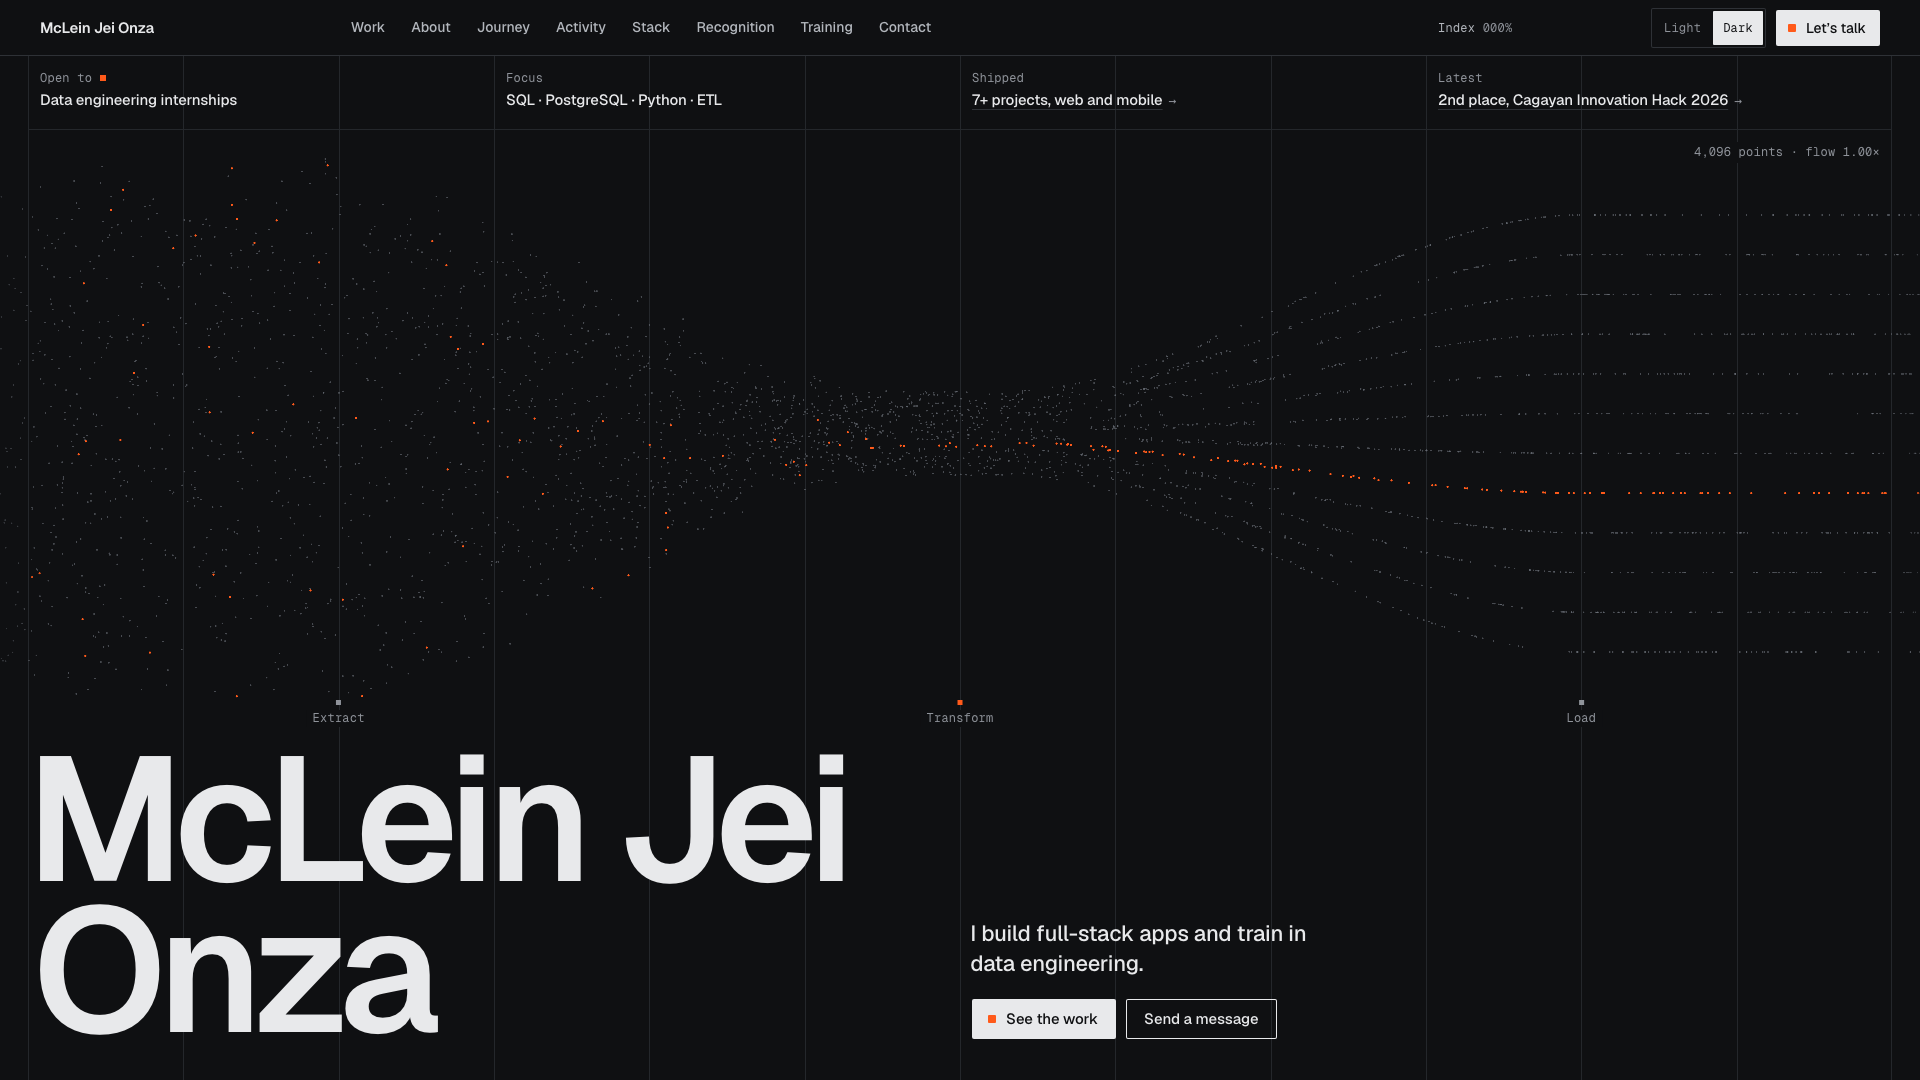 McLein Jei Onza
Work About Journey Activity Stack Recognition Training Contact
Index 000%
Light Dark
Let's talk
Open to
Data engineering internships
Focus
SQL · PostgreSQL · Python · ETL
Shipped
7+ projects, web and mobile →
Latest
2nd place, Cagayan Innovation Hack 2026 →
4,096 points · flow 1.00×
Extract
Transform
Load
McLein Jei
Onza
I build full-stack apps and train in
data engineering.
See the work
Send a message